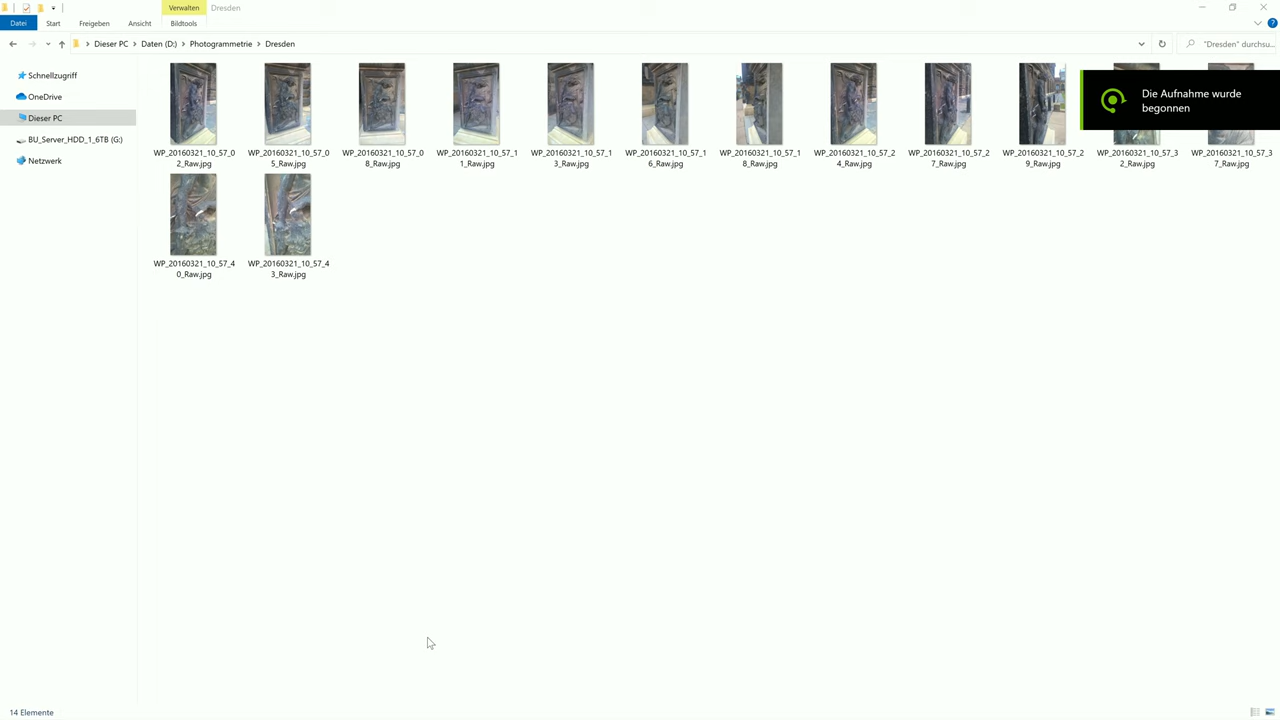 Verwalten
Dresden
Datei
Start
Freigeben
Ansicht
Bildtools
Dieser PC
Daten (D:)
Photogrammetrie
Dresden
"Dresden" durchsu...
Schnellzugriff
OneDrive
Dieser PC
BU_Server_HDD_1_6TB (G:)
Netzwerk
Die Aufnahme wurde
begonnen
WP_20160321_10_57_0
2_Raw.jpg
WP_20160321_10_57_0
5_Raw.jpg
WP_20160321_10_57_0
8_Raw.jpg
WP_20160321_10_57_1
1_Raw.jpg
WP_20160321_10_57_1
3_Raw.jpg
WP_20160321_10_57_1
6_Raw.jpg
WP_20160321_10_57_1
8_Raw.jpg
WP_20160321_10_57_2
4_Raw.jpg
WP_20160321_10_57_2
7_Raw.jpg
WP_20160321_10_57_2
9_Raw.jpg
WP_20160321_10_57_3
2_Raw.jpg
WP_20160321_10_57_3
7_Raw.jpg
WP_20160321_10_57_4
0_Raw.jpg
WP_20160321_10_57_4
3_Raw.jpg
14 Elemente